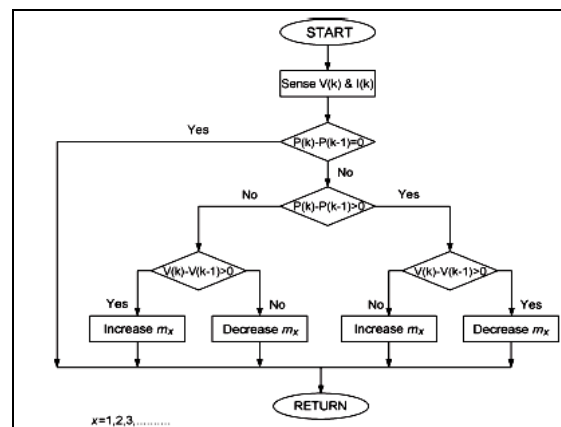 START
Sense V(k) & I(k)
Yes
P(k)-P(k-1)=0
No
No
P(k)-P(k-1)>0
Yes
V(k)-V(k-1)>0
V(k)-V(k-1)>0
Yes
No
No
Yes
Increase mx
Decrease mx
Increase mx
Decrease mx
RETURN
x=1,2,3,..........